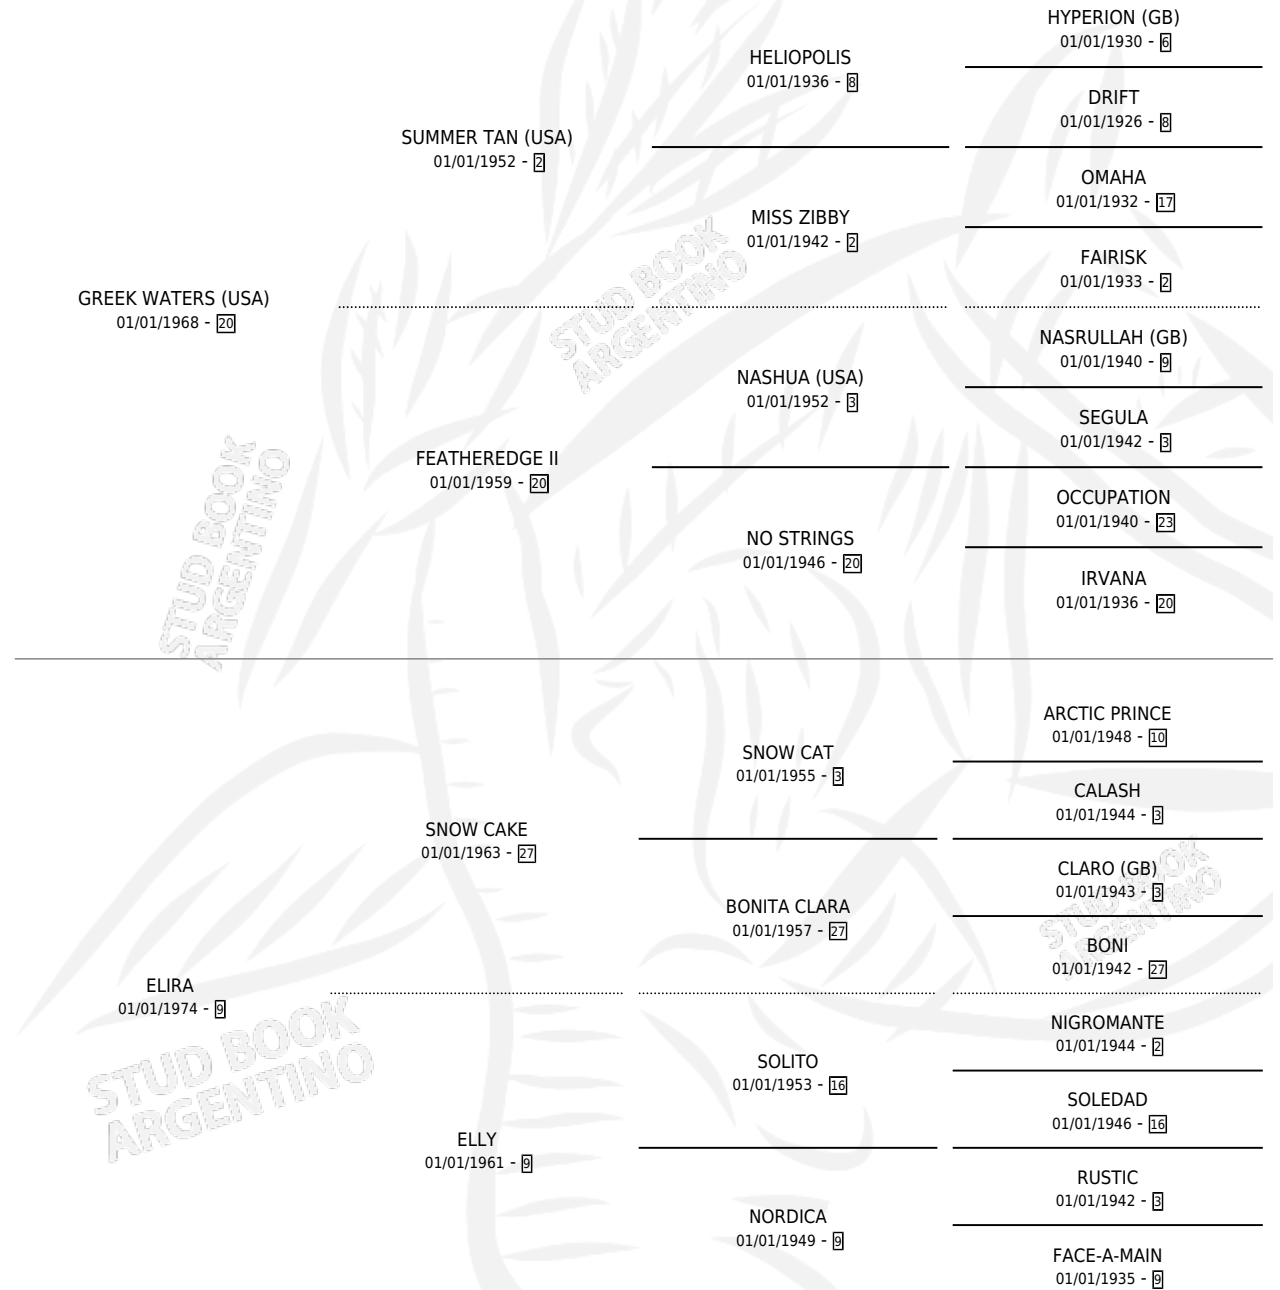 HYPERION (GB)
01/01/1930 - 6
HELIOPOLIS
01/01/1936 - 8
DRIFT
01/01/1926 - 8
SUMMER TAN (USA)
01/01/1952 - 2
OMAHA
01/01/1932 - 17
MISS ZIBBY
01/01/1942 - 2
FAIRISK
01/01/1933 - 2
GREEK WATERS (USA)
01/01/1968 - 20
NASRULLAH (GB)
01/01/1940 - 9
NASHUA (USA)
01/01/1952 - 3
SEGULA
01/01/1942 - 3
FEATHEREDGE II
01/01/1959 - 20
OCCUPATION
01/01/1940 - 23
NO STRINGS
01/01/1946 - 20
IRVANA
01/01/1936 - 20
ARCTIC PRINCE
01/01/1948 - 10
SNOW CAT
01/01/1955 - 3
CALASH
01/01/1944 - 3
SNOW CAKE
01/01/1963 - 27
CLARO (GB)
01/01/1943 - 3
BONITA CLARA
01/01/1957 - 27
BONI
01/01/1942 - 27
ELIRA
01/01/1974 - 9
NIGROMANTE
01/01/1944 - 2
SOLITO
01/01/1953 - 16
SOLEDAD
01/01/1946 - 16
ELLY
01/01/1961 - 9
RUSTIC
01/01/1942 - 3
NORDICA
01/01/1949 - 9
FACE-A-MAIN
01/01/1935 - 9
STUD BOOK
ARGENTINO
STUD BOOK
ARGENTINO
STUD BOOK
ARGENTINO
STUD BOOK
ARGENTINO